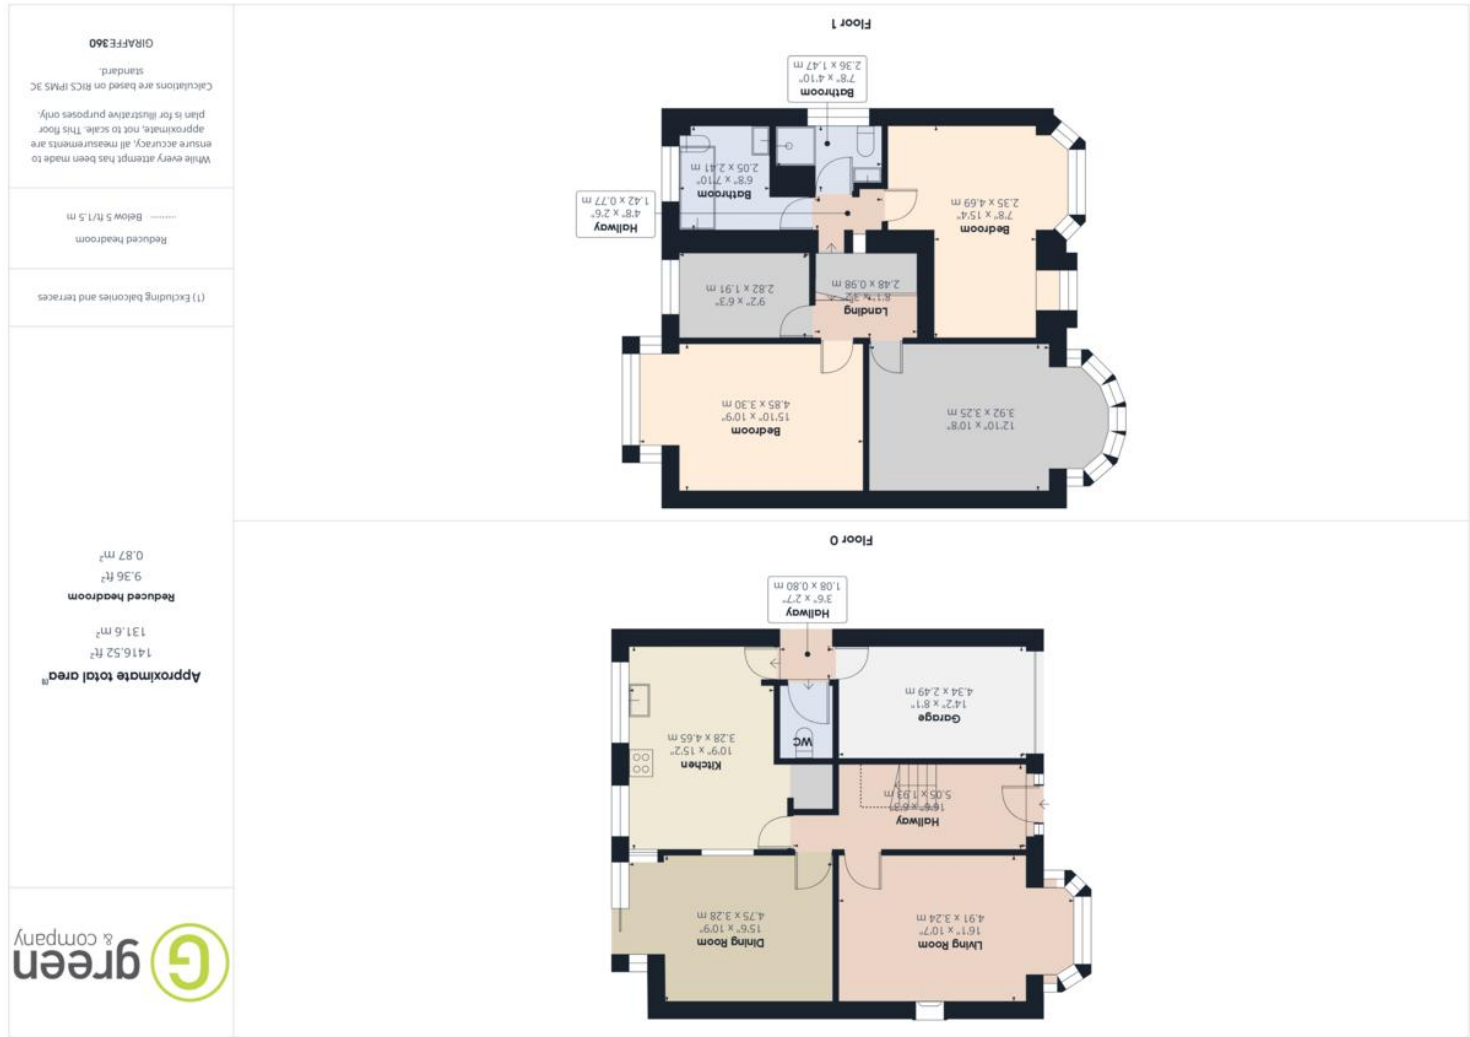 Living Room
16'1" x 10'7"
4.91 x 3.24 m
Dining Room
15'6" x 10'9"
4.75 x 3.28 m
Hallway
16'6" x 6'3"
5.05 x 1.93 m
Kitchen
10'9" x 15'2"
3.28 x 4.65 m
WC
Garage
14'2" x 8'1"
4.34 x 2.49 m
Hallway
3'6" x 2'7"
1.08 x 0.80 m
Floor 0
12'10" x 10'8"
3.92 x 3.25 m
Bedroom
15'10" x 10'9"
4.85 x 3.30 m
Landing
8'1" x 3'2"
2.48 x 0.98 m
9'2" x 6'3"
2.82 x 1.91 m
Bedroom
7'8" x 15'4"
2.35 x 4.69 m
Hallway
4'8" x 2'6"
1.42 x 0.77 m
Bathroom
6'8" x 7'10"
2.05 x 2.41 m
Bathroom
7'8" x 4'10"
2.36 x 1.47 m
Floor 1
G green
& company
Approximate total area(1)
1416.52 ft²
131.6 m²
Reduced headroom
9.36 ft²
0.87 m²
(1) Excluding balconies and terraces
Reduced headroom
Below 5 ft/1.5 m
While every attempt has been made to
ensure accuracy, all measurements are
approximate, not to scale. This floor
plan is for illustrative purposes only.
Calculations are based on RICS IPMS 3C
standard.
GIRAFFE360